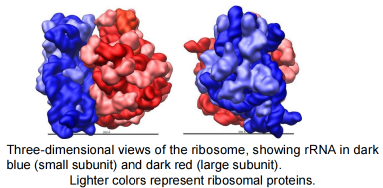 Three-dimensional views of the ribosome, showing rRNA in dark
blue (small subunit) and dark red (large subunit).
Lighter colors represent ribosomal proteins.